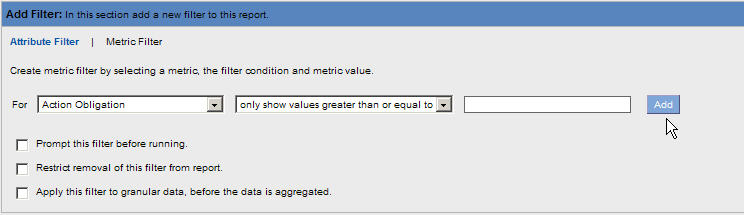 Add Filter: In this section add a new filter to this report.
Attribute Filter | Metric Filter
Create metric filter by selecting a metric, the filter condition and metric value.
For Action Obligation only show values greater than or equal to Add
Prompt this filter before running.
Restrict removal of this filter from report.
Apply this filter to granular data, before the data is aggregated.